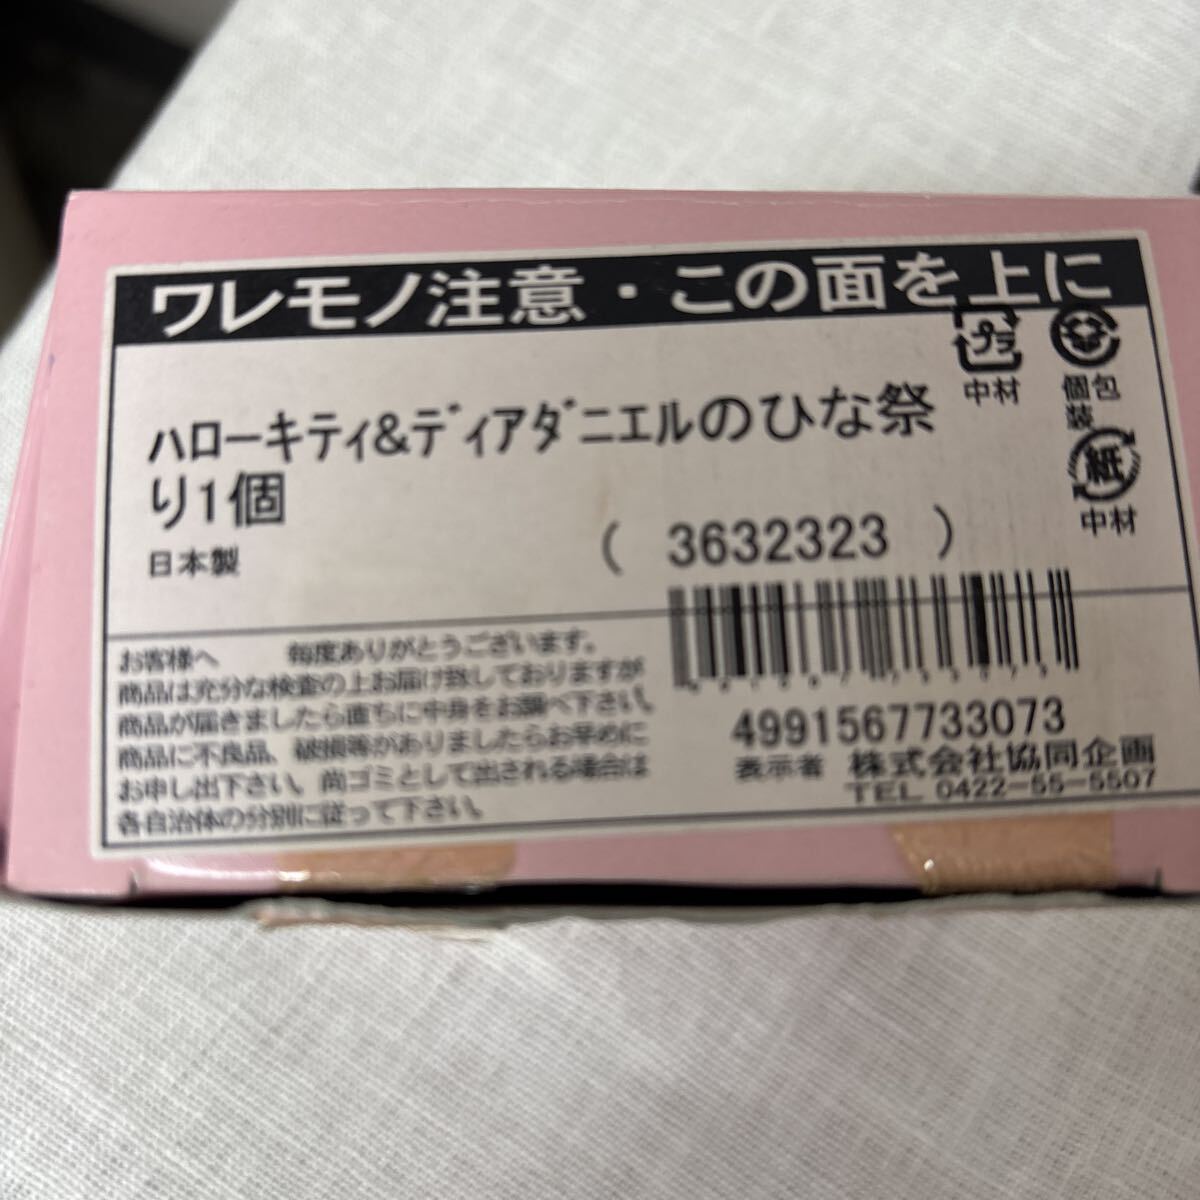 ワレモノ注意・この面を上に
プラ
中材
個包
装
紙
中材
ﾊﾛｰｷﾃｨ&ﾃﾞｨｱﾀﾞﾆｴﾙのひな祭
り1個
日本製
( 3632323 )
お客様へ 毎度ありがとうございます。
商品は充分な検査の上お届け致しておりますが
商品が届きましたら直ちに中身をお調べ下さい。
商品に不良品、破損等がありましたらお早めに
お申し出下さい。尚ゴミとして出される場合は
各自治体の分別に従って下さい。
4991567733073
表示者 株式会社協同企画
TEL 0422-55-5507